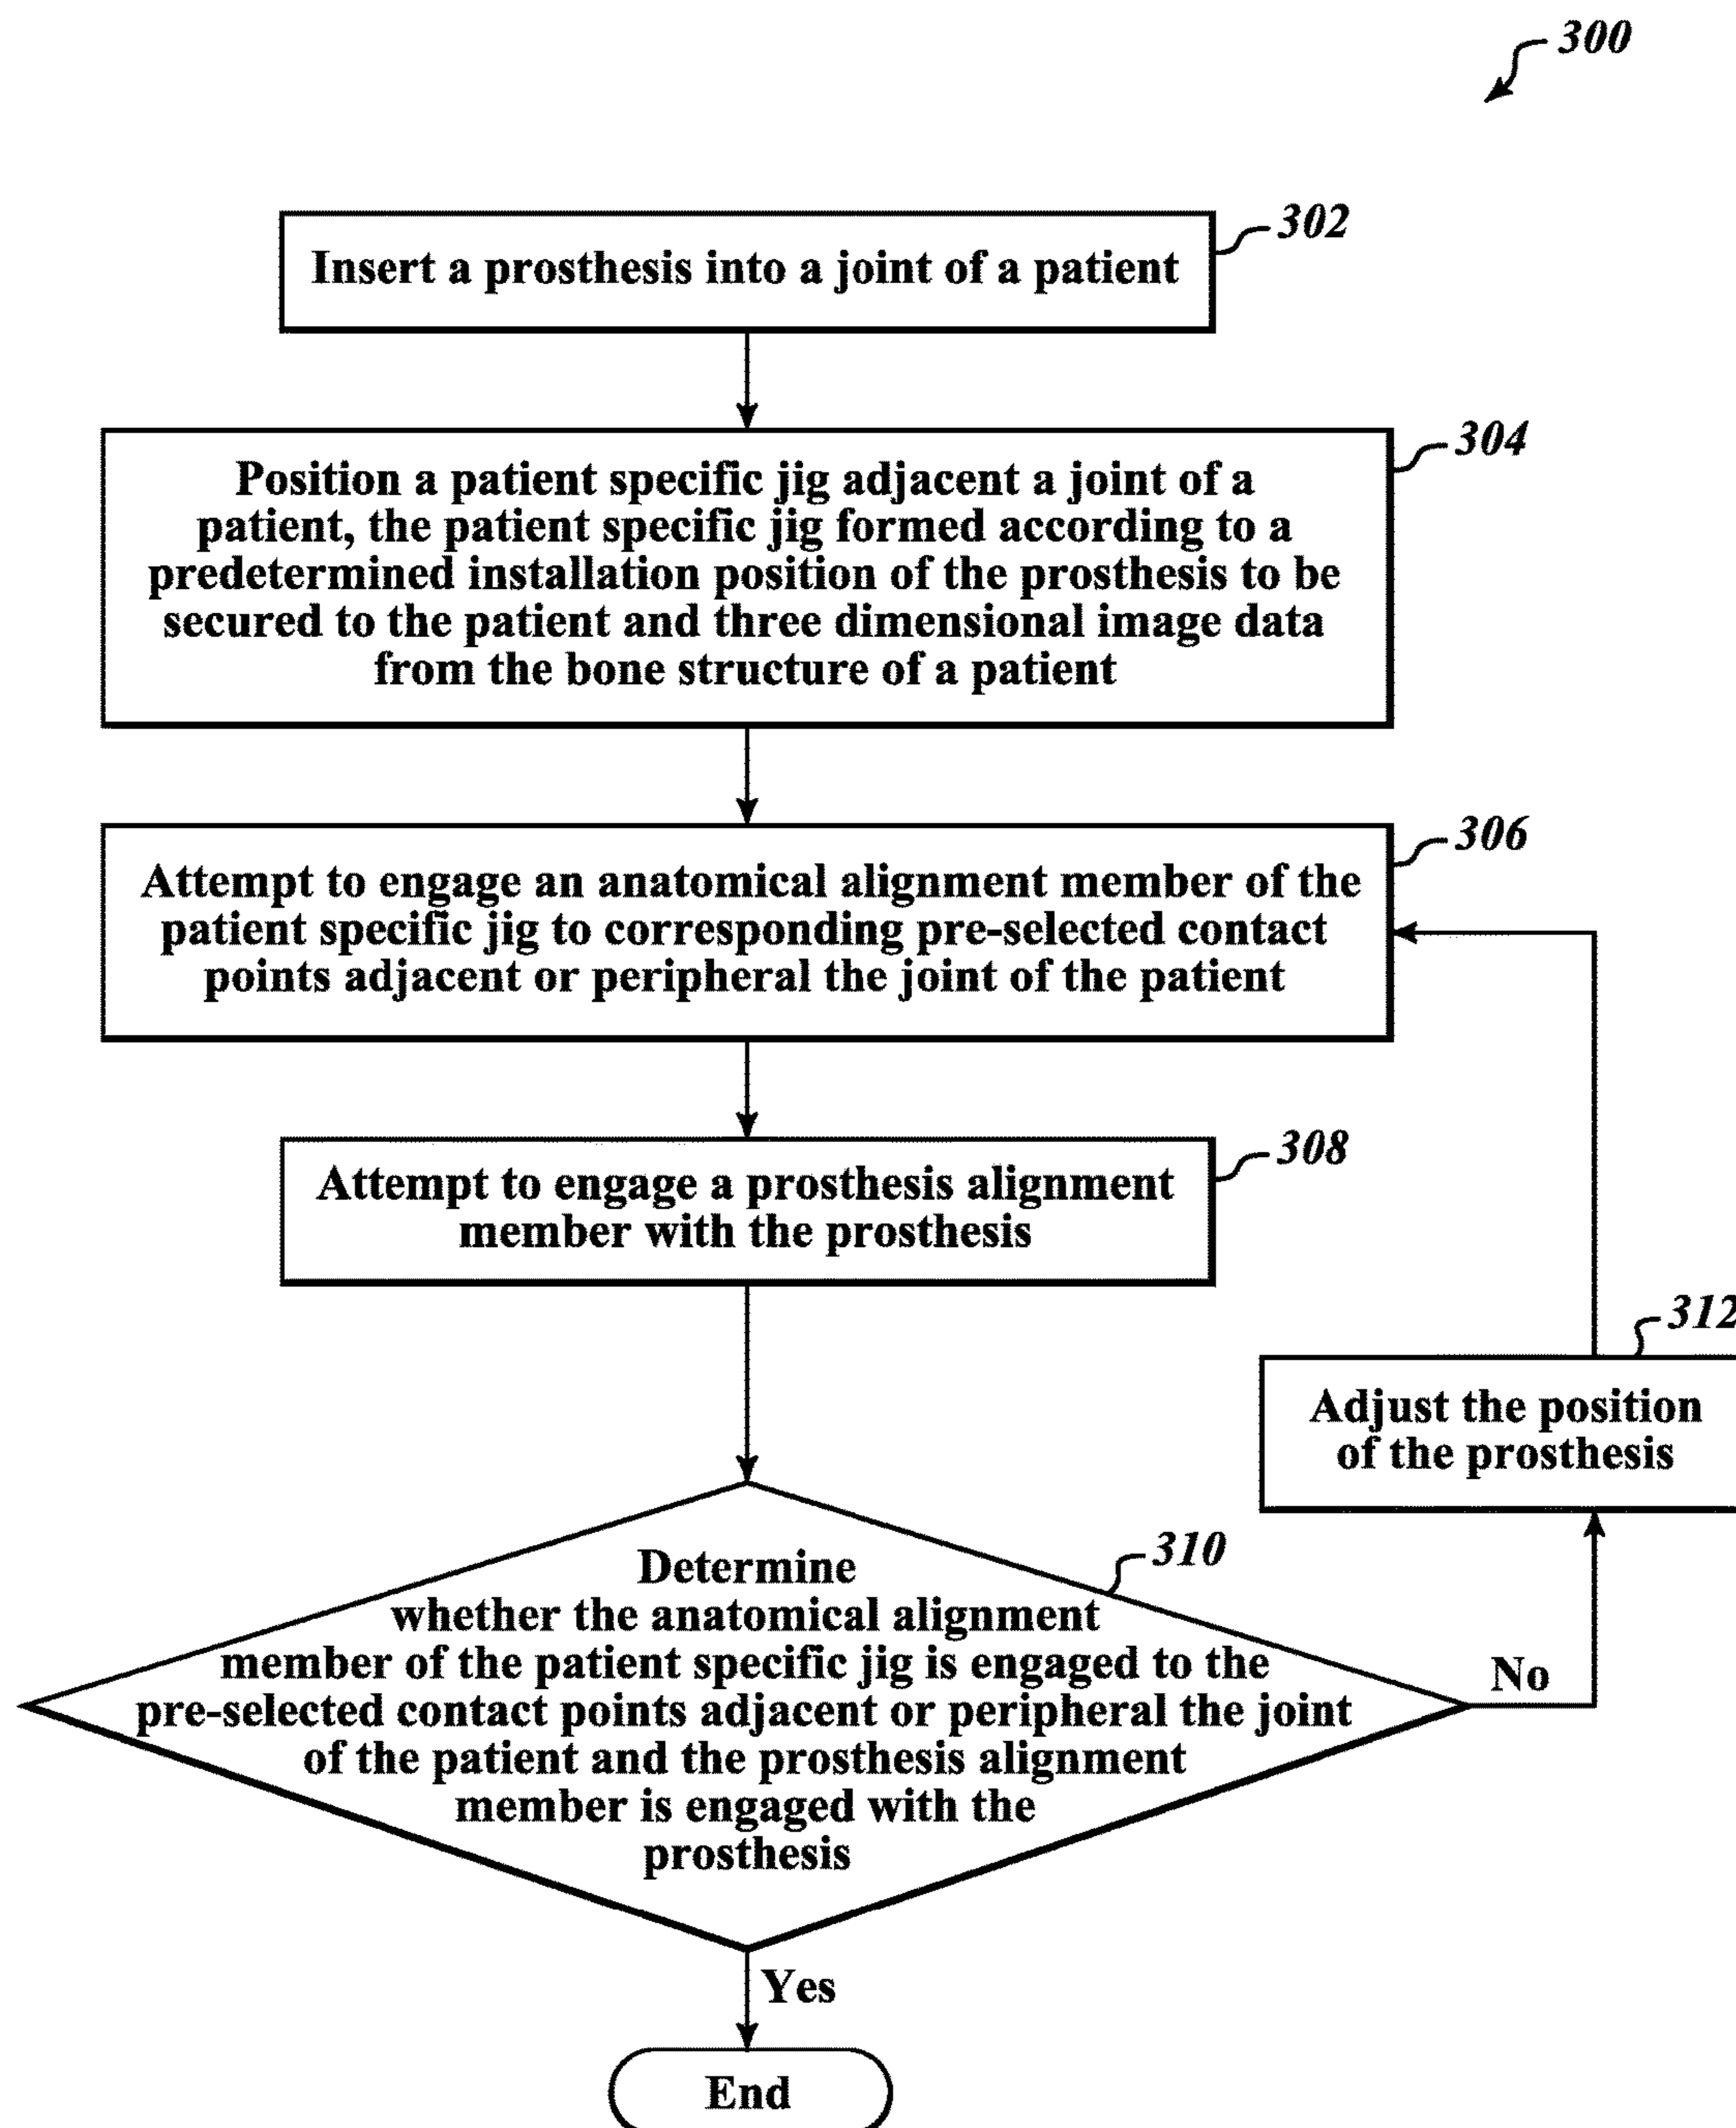 300
302
Insert a prosthesis into a joint of a patient
304
Position a patient specific jig adjacent a joint of a
patient, the patient specific jig formed according to a
predetermined installation position of the prosthesis to be
secured to the patient and three dimensional image data
from the bone structure of a patient
306
Attempt to engage an anatomical alignment member of the
patient specific jig to corresponding pre-selected contact
points adjacent or peripheral the joint of the patient
308
Attempt to engage a prosthesis alignment
member with the prosthesis
312
Adjust the position
of the prosthesis
310
Determine
whether the anatomical alignment
member of the patient specific jig is engaged to the
pre-selected contact points adjacent or peripheral the joint
of the patient and the prosthesis alignment
member is engaged with the
prosthesis
No
Yes
End